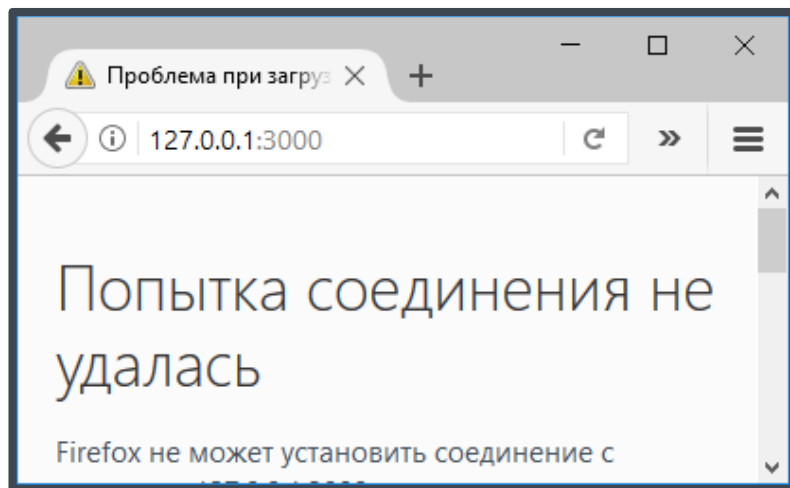 Проблема при загруз
127.0.0.1:3000
Попытка соединения не
удалась
Firefox не может установить соединение с